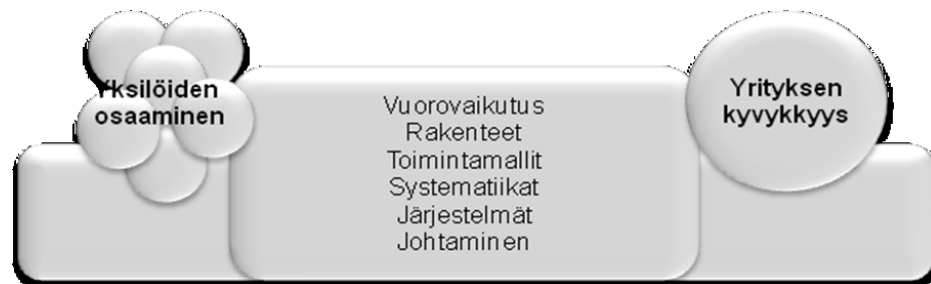 Yksilöiden
osaaminen
Vuorovaikutus
Rakenteet
Toimintamallit
Systematiikat
Järjestelmät
Johtaminen
Yrityksen
kyvykkyys